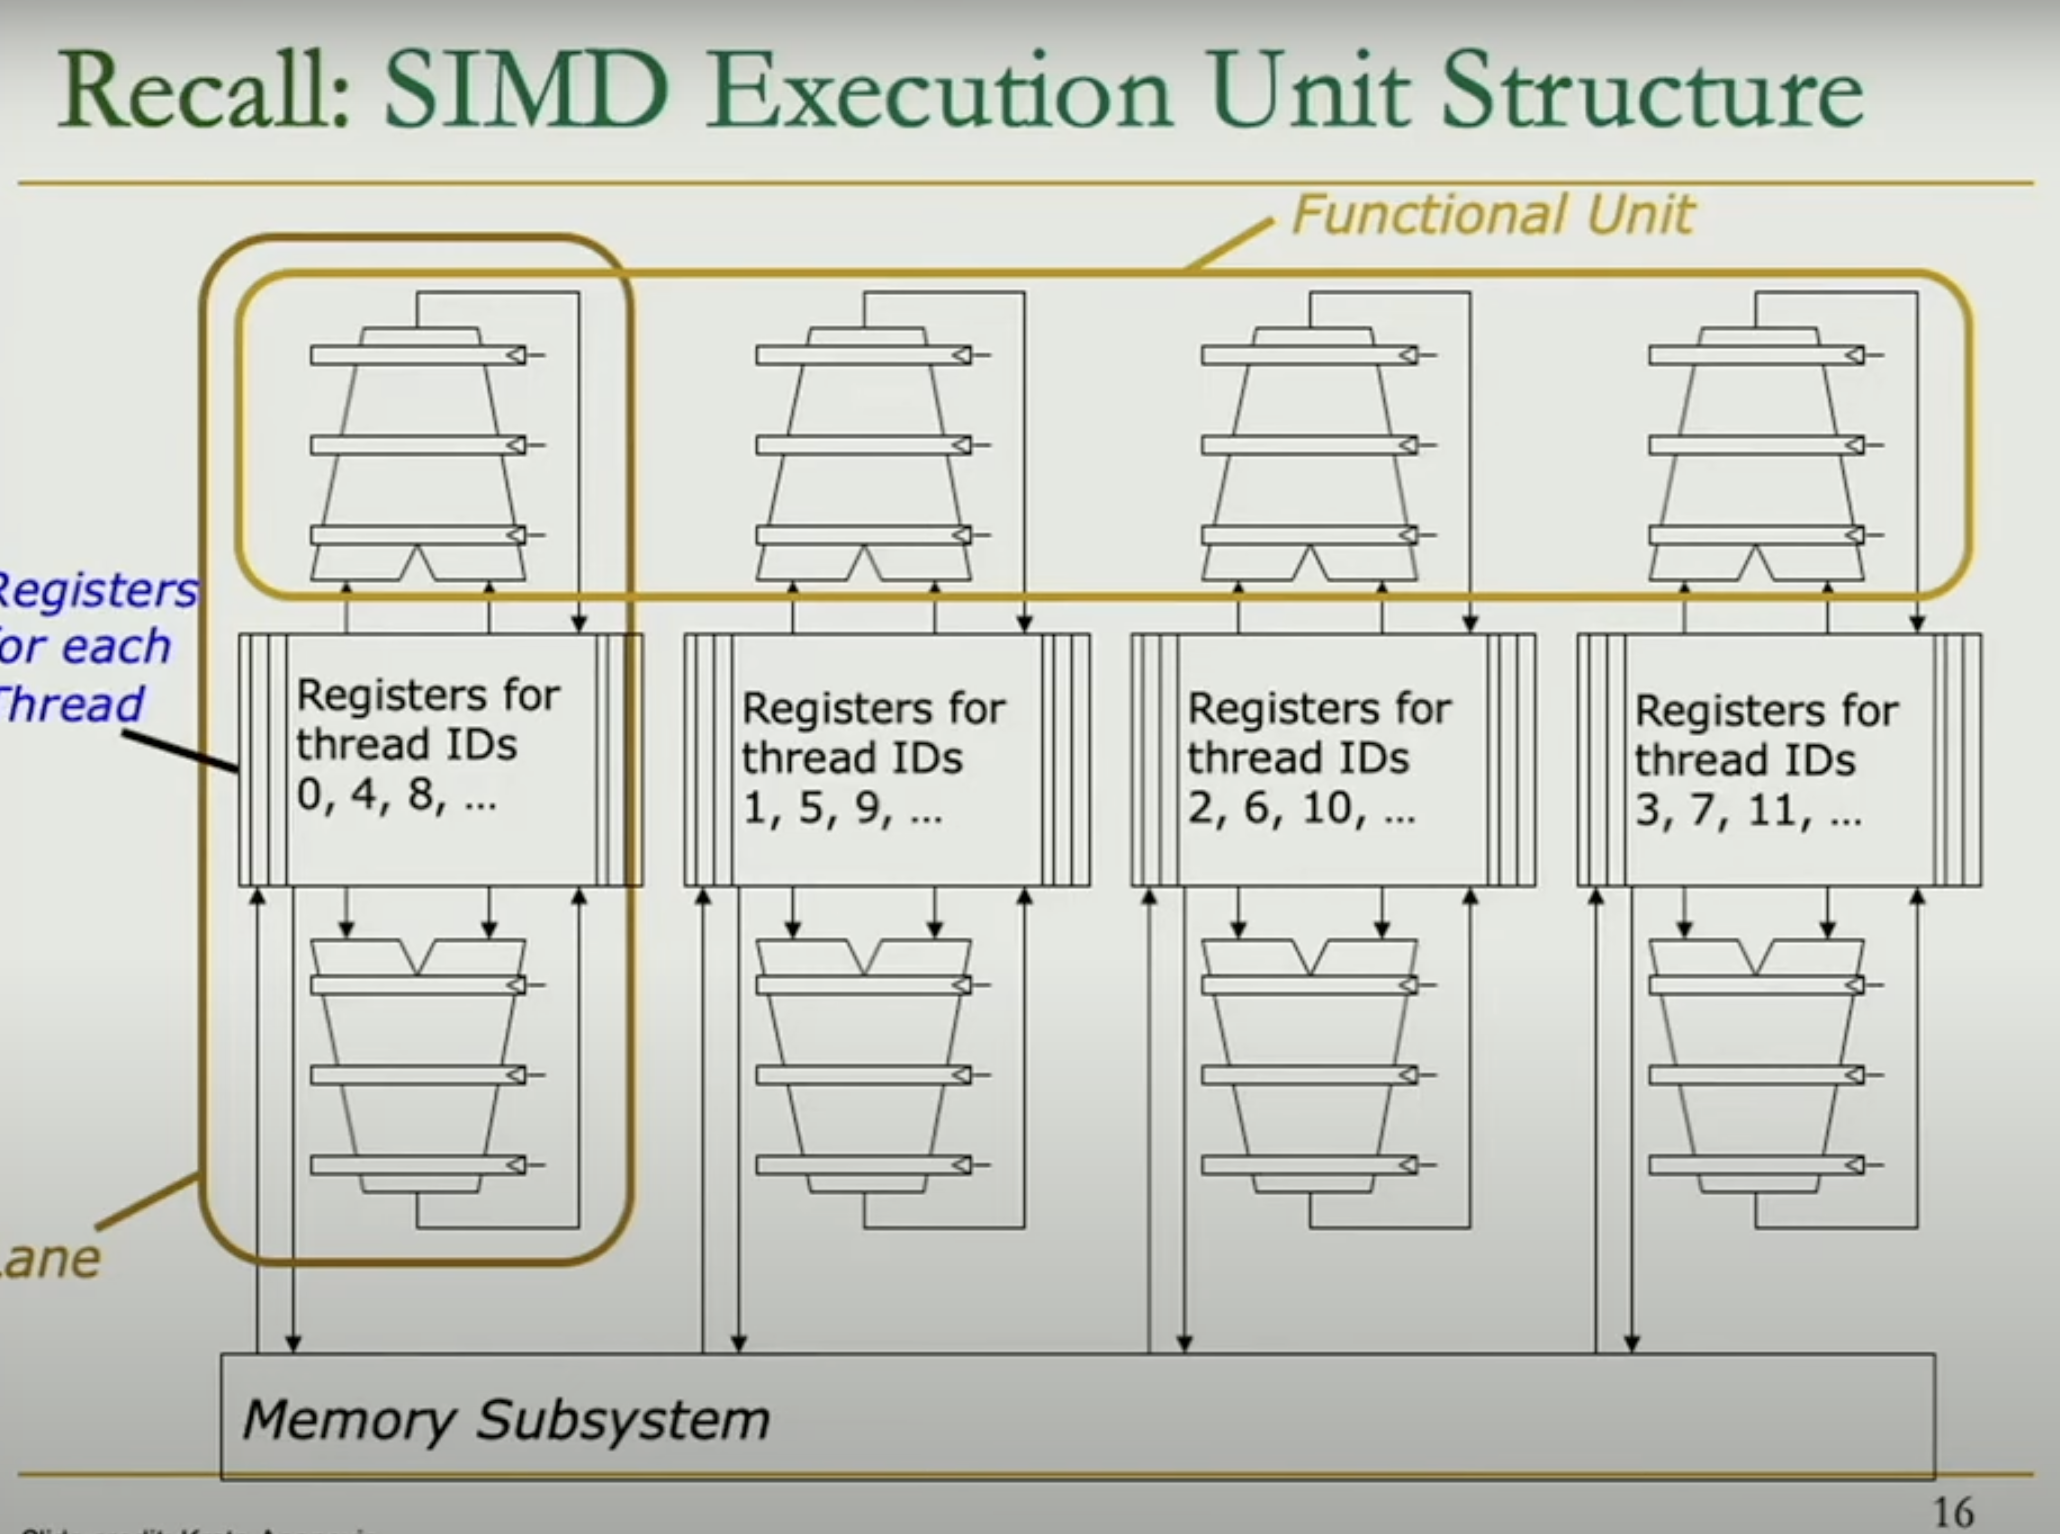 Recall: SIMD Execution Unit Structure
Functional Unit
Registers
for each
Thread
Registers for
thread IDs
0, 4, 8, ...
Registers for
thread IDs
1, 5, 9, ...
Registers for
thread IDs
2, 6, 10, ...
Registers for
thread IDs
3, 7, 11, ...
Lane
Memory Subsystem
16